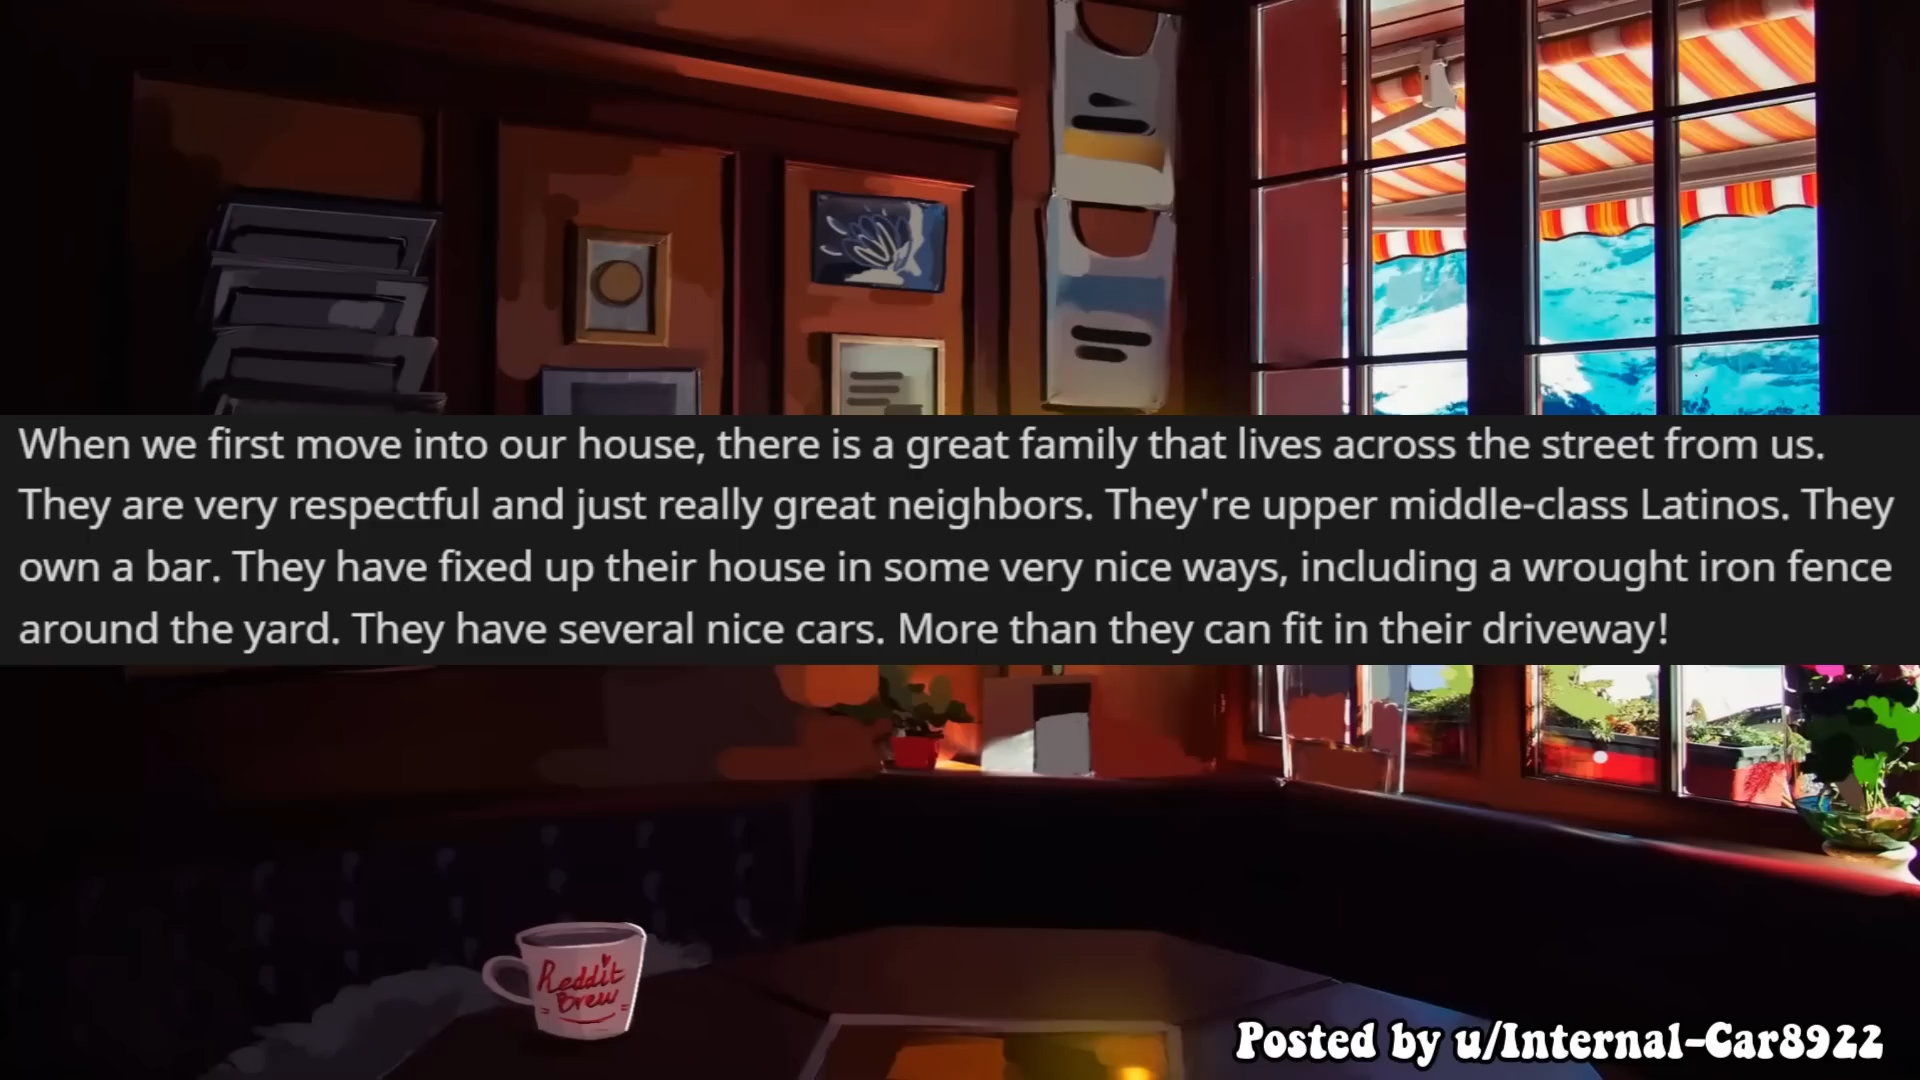 When we first move into our house, there is a great family that lives across the street from us.
They are very respectful and just really great neighbors. They're upper middle-class Latinos. They
own a bar. They have fixed up their house in some very nice ways, including a wrought iron fence
around the yard. They have several nice cars. More than they can fit in their driveway!
Reddit
Brew
Posted by u/Internal-Car8922